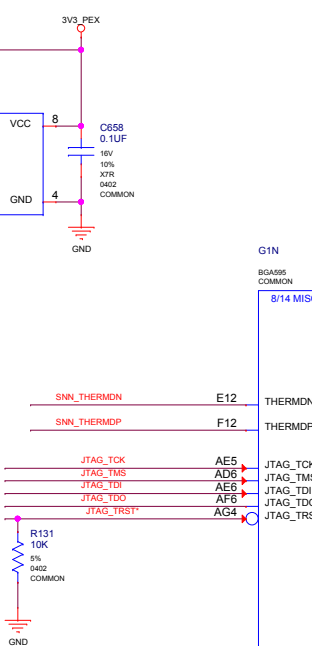 3V3_PEX
VCC
8
C658
0.1UF
16V
10%
X7R
0402
COMMON
GND
4
GND
G1N
BGA595
COMMON
8/14 MIS
SNN_THERMDN
E12
THERMDN
SNN_THERMDP
F12
THERMDP
JTAG_TCK
AE5
JTAG_TCK
JTAG_TMS
AD6
JTAG_TMS
JTAG_TDI
AE6
JTAG_TDI
JTAG_TDO
AF6
JTAG_TDO
JTAG_TRST*
AG4
JTAG_TRS
R131
10K
5%
0402
COMMON
GND